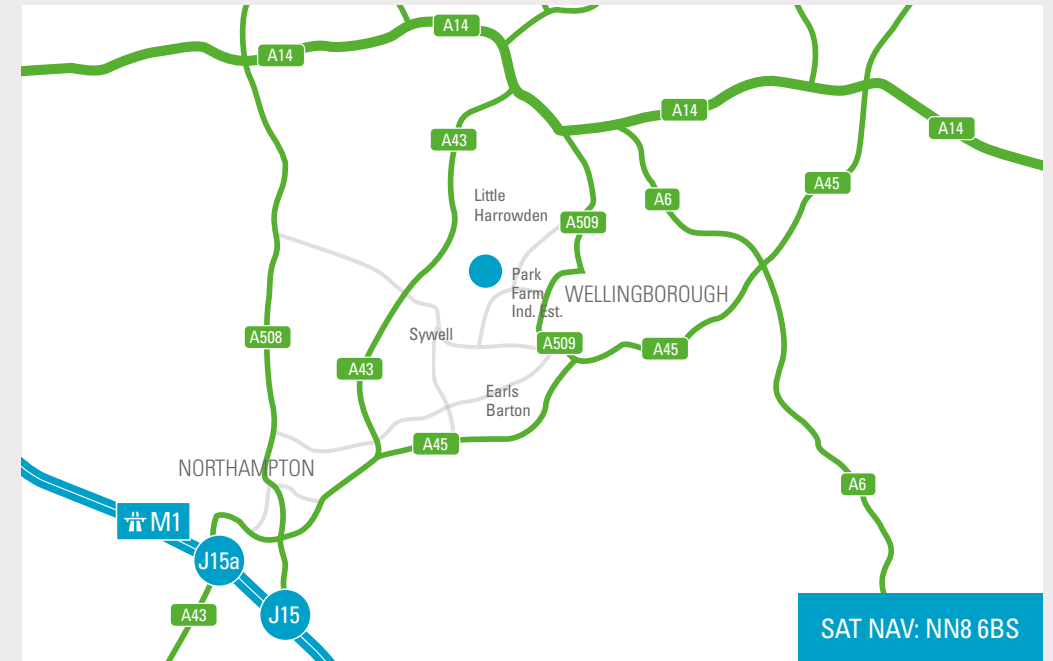 A14
A14
A14
A14
A43
A45
A6
Little
Harrowden
A509
Park
Farm
Ind. Est.
WELLINGBOROUGH
A508
Sywell
A509
A45
A43
Earls
Barton
A45
NORTHAMPTON
A6
M1
J15a
J15
A43
SAT NAV: NN8 6BS